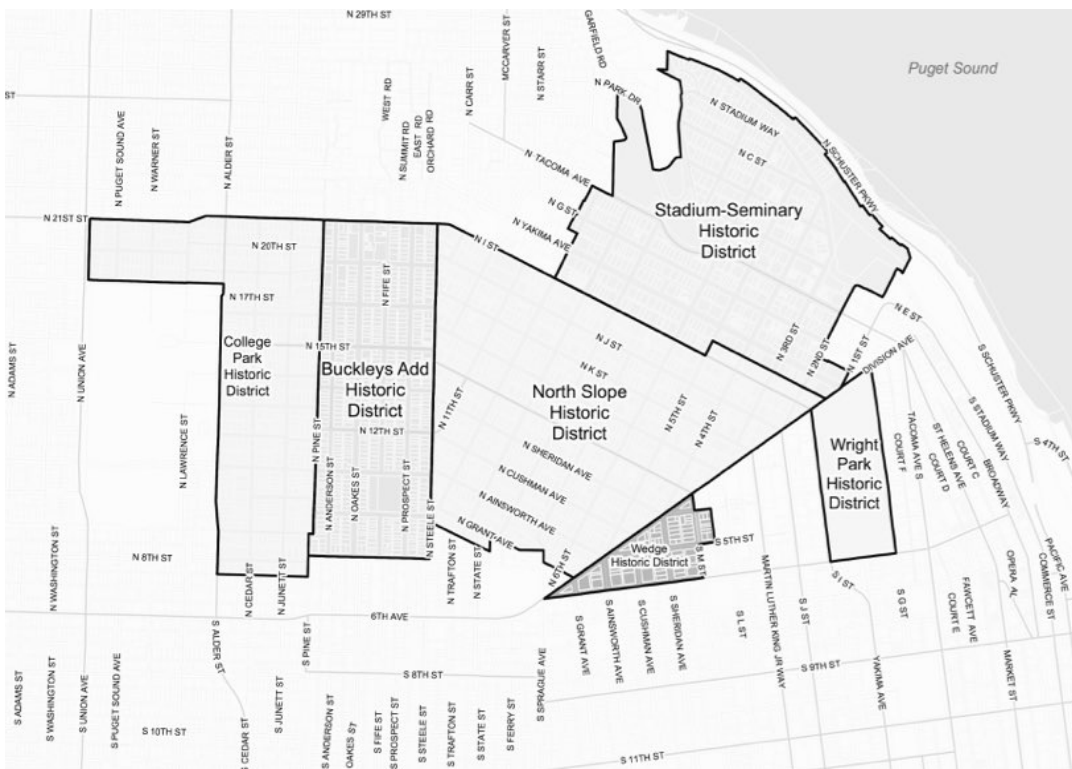 N 29TH ST
GARFIELD RD
MCCARVER ST
N CARR ST
N STARR ST
Puget Sound
WEST RD
N PARK DR
ST
N STADIUM WAY
N PUGET SOUND AVE
N WARNER ST
N ALDER ST
N SUMMIT RD
EAST RD
ORCHARD RD
N C ST
N SCHUSTER PKWY
N TACOMA AVE
N G ST
N 21ST ST
N YAKIMA AVE
Stadium-Seminary
Historic
District
N I ST
N 20TH ST
N FIFE ST
N 17TH ST
N E ST
N 3RD ST
N 2ND ST
N 1ST ST
DIVISION AVE
N ADAMS ST
N UNION AVE
College
Park
Historic
District
N 15TH ST
Buckleys Add
Historic
District
N J ST
N K ST
North Slope
Historic
District
S SCHUSTER PKWY
N 11TH ST
N 5TH ST
N 4TH ST
N LAWRENCE ST
N PINE ST
N 12TH ST
N SHERIDAN AVE
Wright
Park
Historic
District
TACOMA AVE S
COURT F
ST HELENS AVE
COURT D
COURT C
BROADWAY
S STADIUM WAY
S 4TH ST
N ANDERSON ST
N OAKES ST
N PROSPECT ST
N CUSHMAN AVE
N AINSWORTH AVE
N STEELE ST
N GRANT AVE
N WASHINGTON ST
N 8TH ST
N CEDAR ST
N JUNETT ST
N TRAFTON ST
N STATE ST
N 6TH ST
Wedge
Historic District
S 5TH ST
S M ST
S I ST
PACIFIC AVE
COMMERCE ST
OPERA AL
6TH AVE
S ALDER ST
S PINE ST
S GRANT AVE
S AINSWORTH AVE
S CUSHMAN AVE
S SHERIDAN AVE
S L ST
MARTIN LUTHER KING JR WAY
S J ST
S G ST
FAWCETT AVE
COURT E
S 8TH ST
S 9TH ST
YAKIMA AVE
MARKET ST
S ADAMS ST
S WASHINGTON ST
S UNION AVE
S PUGET SOUND AVE
S 10TH ST
S CEDAR ST
S JUNETT ST
S ANDERSON ST
OAKES ST
S FIFE ST
S PROSPECT ST
S STEELE ST
S TRAFTON ST
S STATE ST
S FERRY ST
S SPRAGUE AVE
S 11TH ST